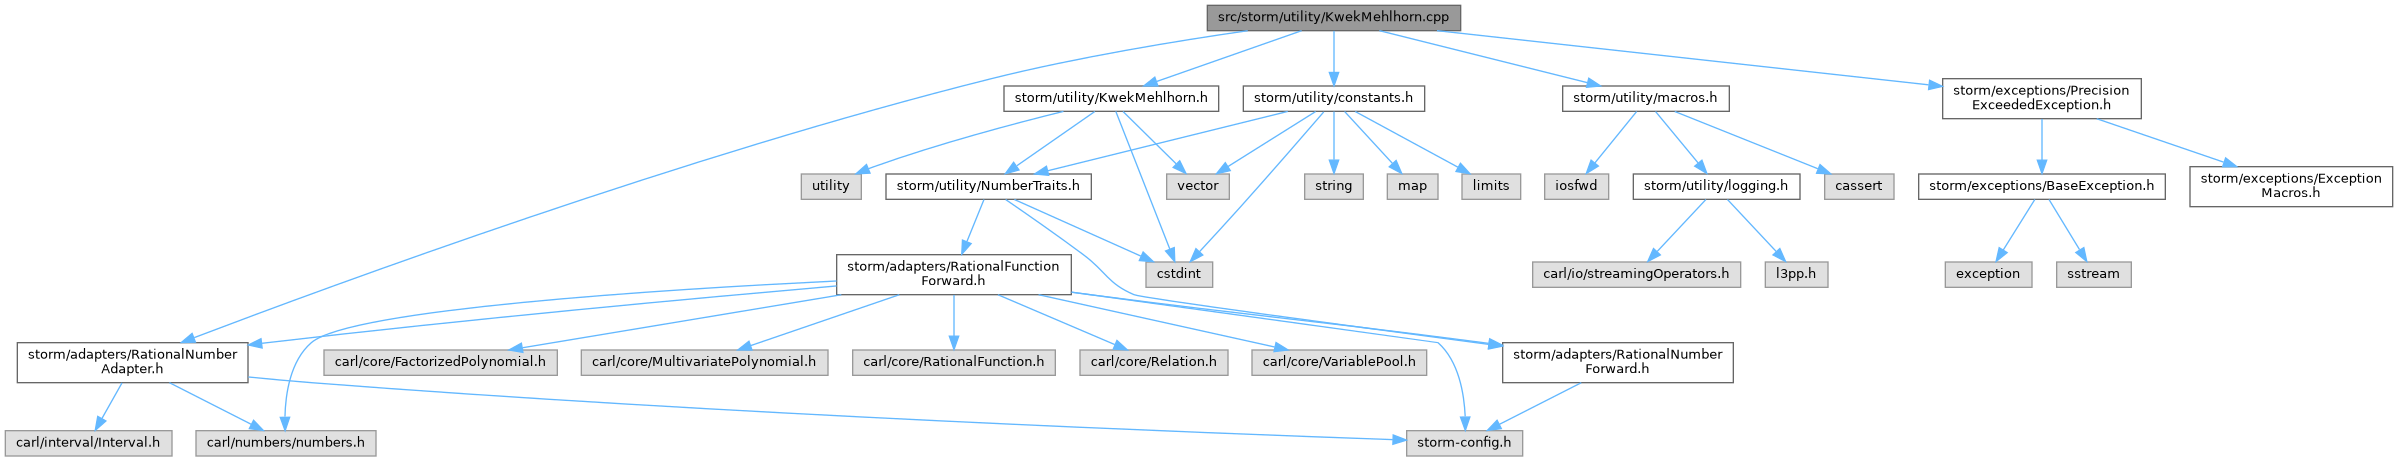 src/storm/utility/KwekMehlhorn.cpp
storm/utility/KwekMehlhorn.h
storm/utility/constants.h
storm/utility/macros.h
storm/exceptions/Precision
ExceededException.h
utility
storm/utility/NumberTraits.h
vector
string
map
limits
iosfwd
storm/utility/logging.h
cassert
storm/exceptions/BaseException.h
storm/exceptions/Exception
Macros.h
storm/adapters/RationalFunction
Forward.h
cstdint
carl/io/streamingOperators.h
l3pp.h
exception
sstream
storm/adapters/RationalNumber
Adapter.h
carl/core/FactorizedPolynomial.h
carl/core/MultivariatePolynomial.h
carl/core/RationalFunction.h
carl/core/Relation.h
carl/core/VariablePool.h
storm/adapters/RationalNumber
Forward.h
carl/interval/Interval.h
carl/numbers/numbers.h
storm-config.h